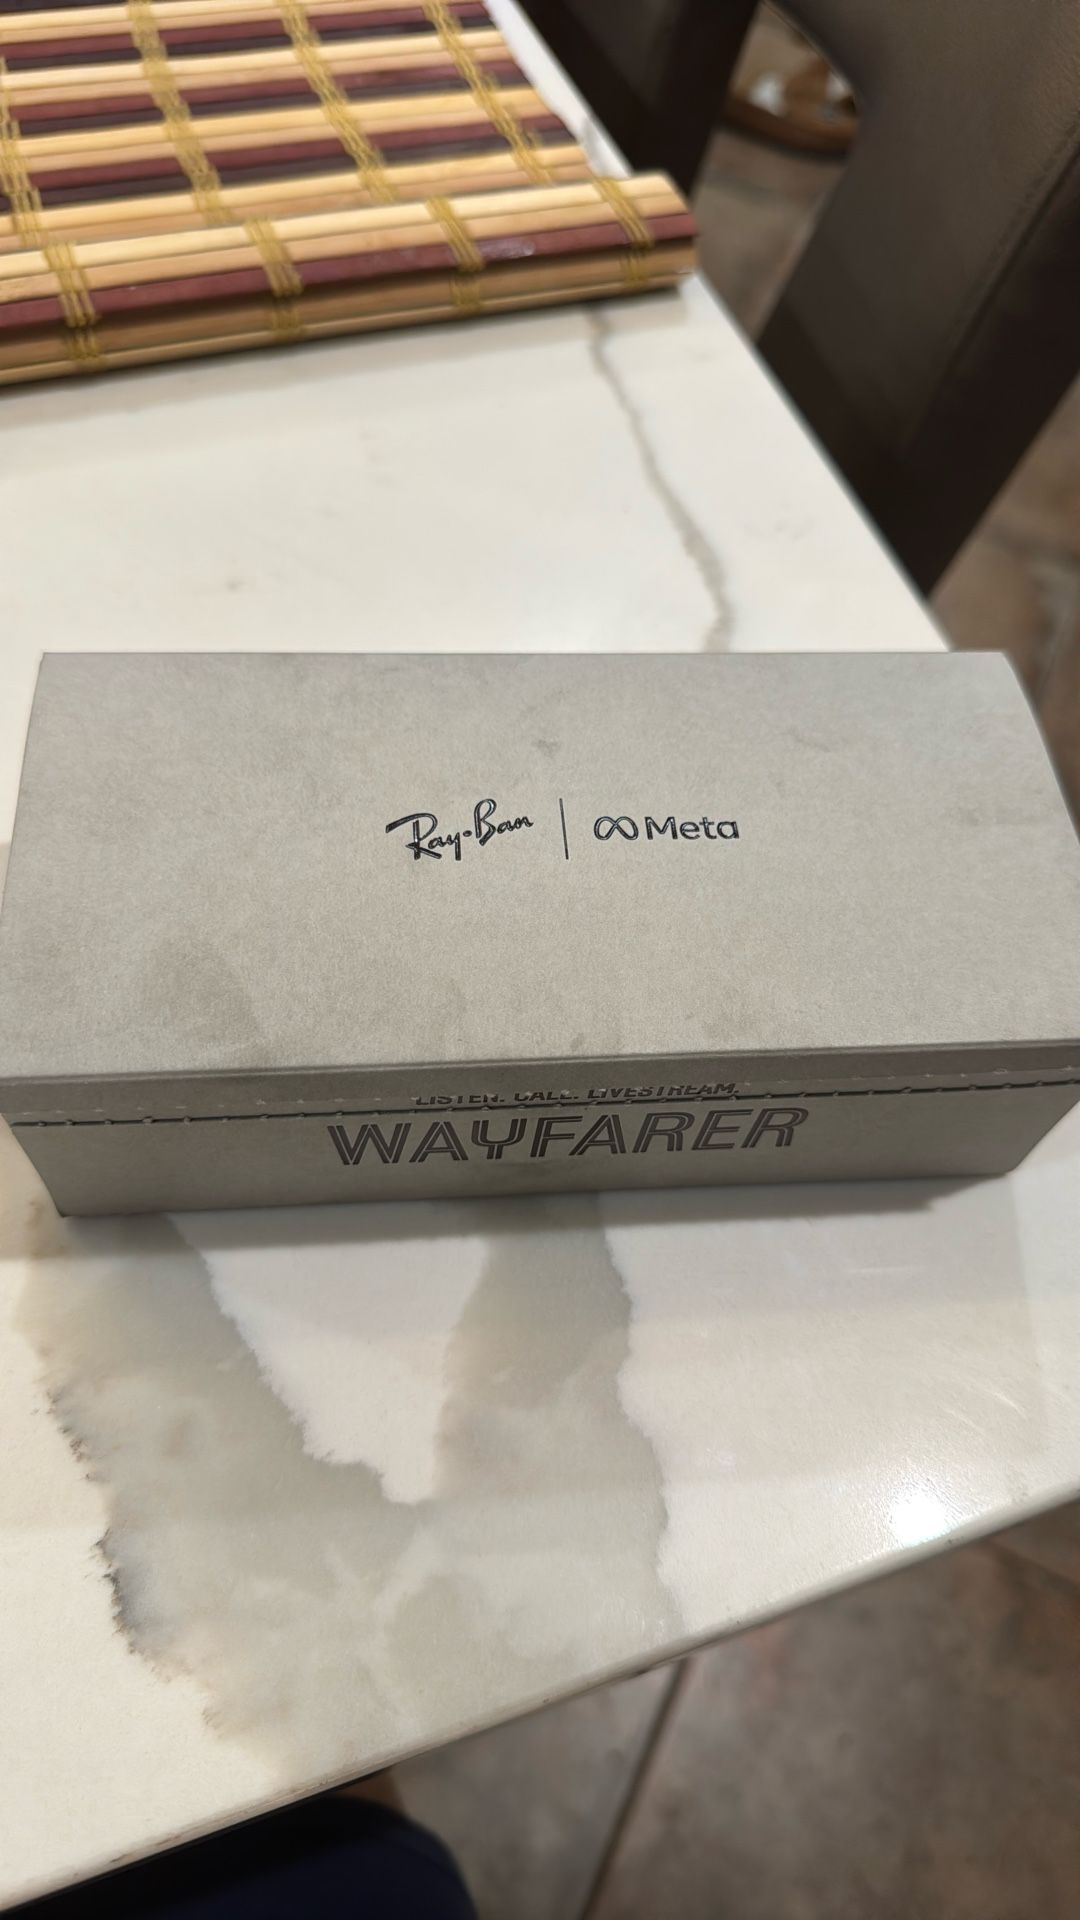 Ray-Ban | Meta
LISTEN. CALL. LIVESTREAM.
WAYFARER